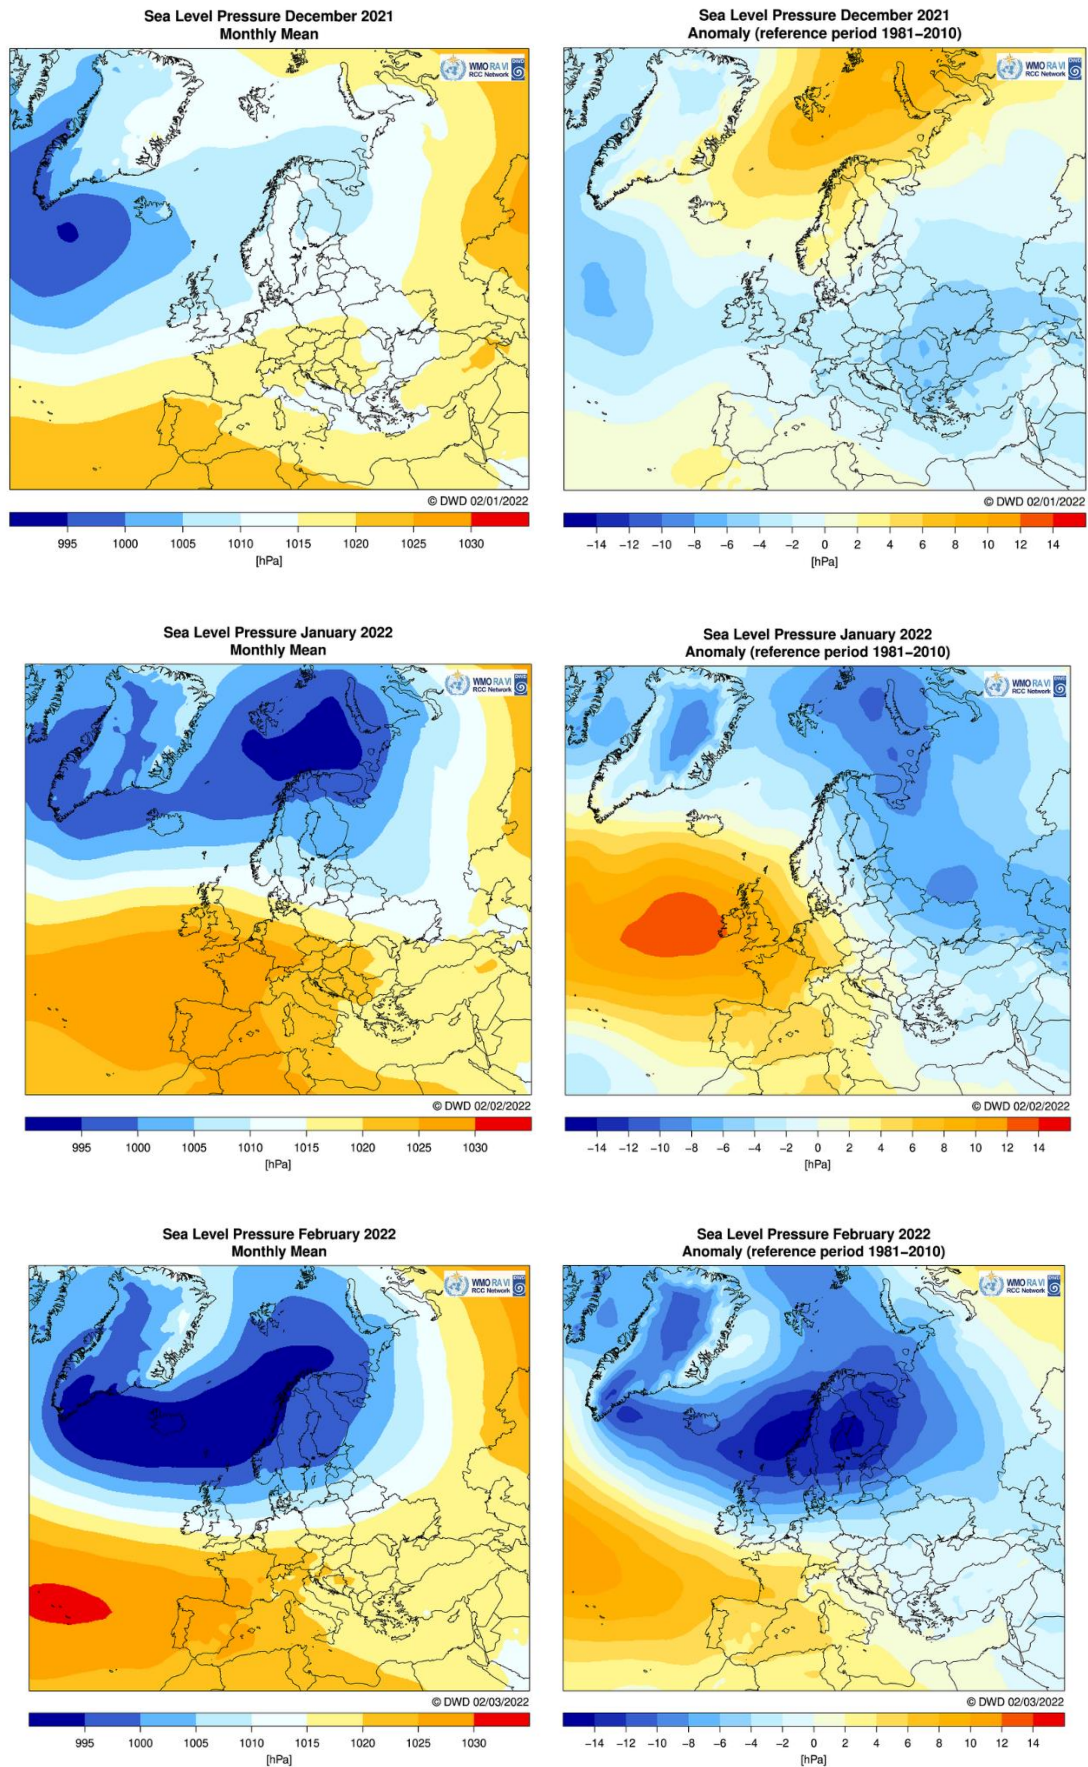 Sea Level Pressure December 2021
Monthly Mean
WMO RA VI
RCC Network
DWD
© DWD 02/01/2022
995 1000 1005 1010 1015 1020 1025 1030
[hPa]
Sea Level Pressure December 2021
Anomaly (reference period 1981−2010)
WMO RA VI
RCC Network
DWD
© DWD 02/01/2022
−14 −12 −10 −8 −6 −4 −2 0 2 4 6 8 10 12 14
[hPa]
Sea Level Pressure January 2022
Monthly Mean
WMO RA VI
RCC Network
DWD
© DWD 02/02/2022
995 1000 1005 1010 1015 1020 1025 1030
[hPa]
Sea Level Pressure January 2022
Anomaly (reference period 1981−2010)
WMO RA VI
RCC Network
DWD
© DWD 02/02/2022
−14 −12 −10 −8 −6 −4 −2 0 2 4 6 8 10 12 14
[hPa]
Sea Level Pressure February 2022
Monthly Mean
WMO RA VI
RCC Network
DWD
© DWD 02/03/2022
995 1000 1005 1010 1015 1020 1025 1030
[hPa]
Sea Level Pressure February 2022
Anomaly (reference period 1981−2010)
WMO RA VI
RCC Network
DWD
© DWD 02/03/2022
−14 −12 −10 −8 −6 −4 −2 0 2 4 6 8 10 12 14
[hPa]